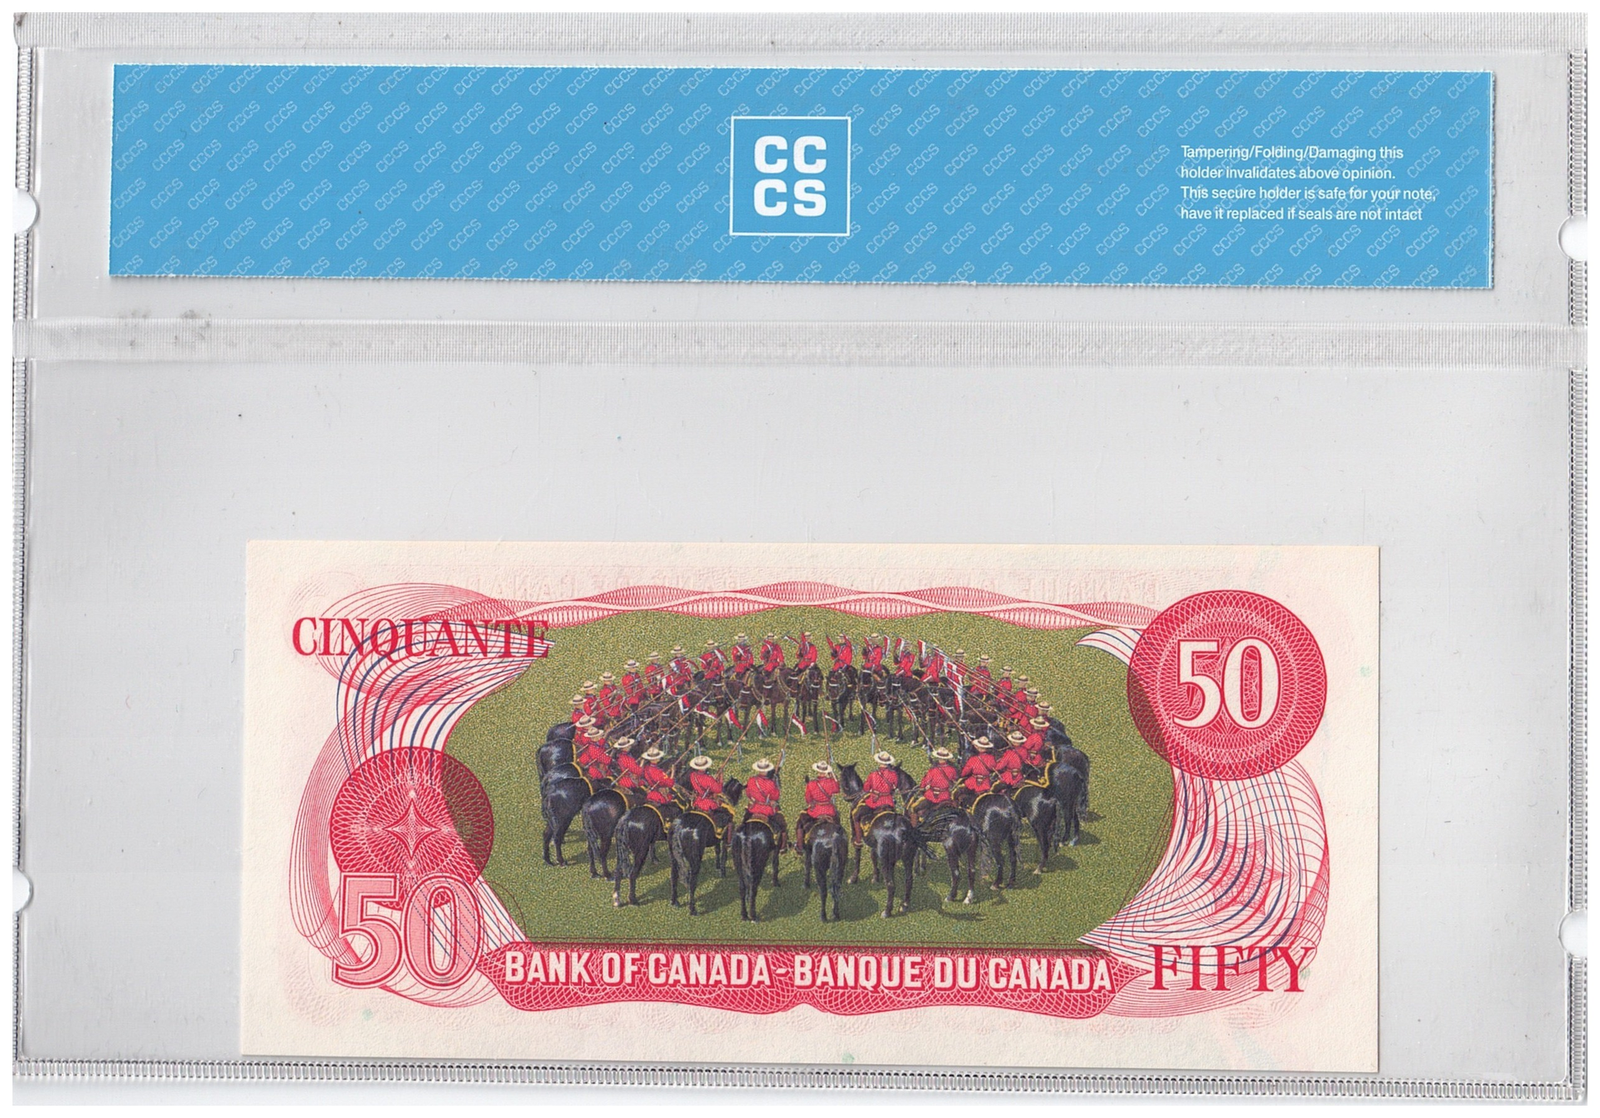 CC
CS
Tampering/Folding/Damaging this
holder invalidates above opinion.
This secure holder is safe for your note,
have it replaced if seals are not intact
CINQUANTE
50
50
BANK OF CANADA - BANQUE DU CANADA
FIFTY